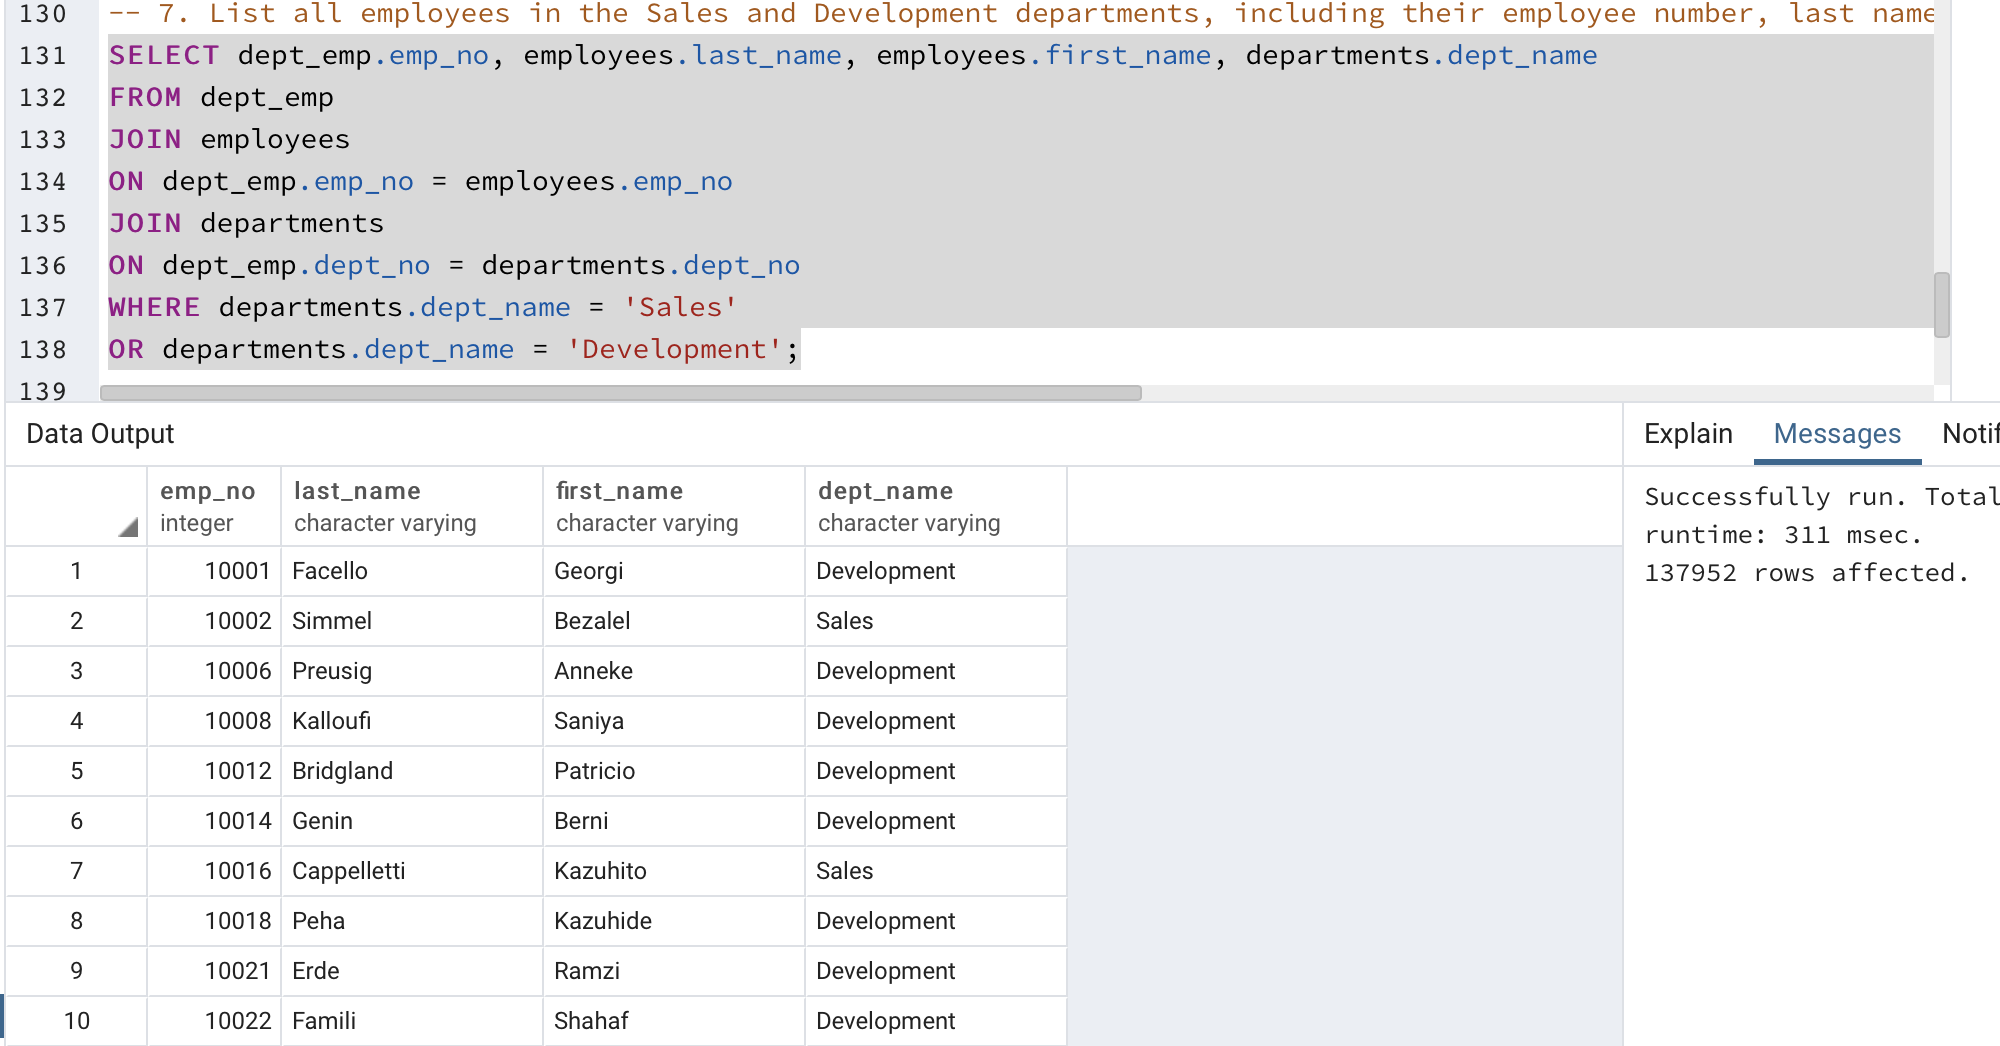 130 -- 7. List all employees in the Sales and Development departments, including their employee number, last name
131 SELECT dept_emp.emp_no, employees.last_name, employees.first_name, departments.dept_name
132 FROM dept_emp
133 JOIN employees
134 ON dept_emp.emp_no = employees.emp_no
135 JOIN departments
136 ON dept_emp.dept_no = departments.dept_no
137 WHERE departments.dept_name = 'Sales'
138 OR departments.dept_name = 'Development';
139
Data Output
emp_no last_name first_name dept_name
integer character varying character varying character varying
1 10001 Facello Georgi Development
2 10002 Simmel Bezalel Sales
3 10006 Preusig Anneke Development
4 10008 Kalloufi Saniya Development
5 10012 Bridgland Patricio Development
6 10014 Genin Berni Development
7 10016 Cappelletti Kazuhito Sales
8 10018 Peha Kazuhide Development
9 10021 Erde Ramzi Development
10 10022 Famili Shahaf Development
Explain Messages Notif
Successfully run. Total
runtime: 311 msec.
137952 rows affected.